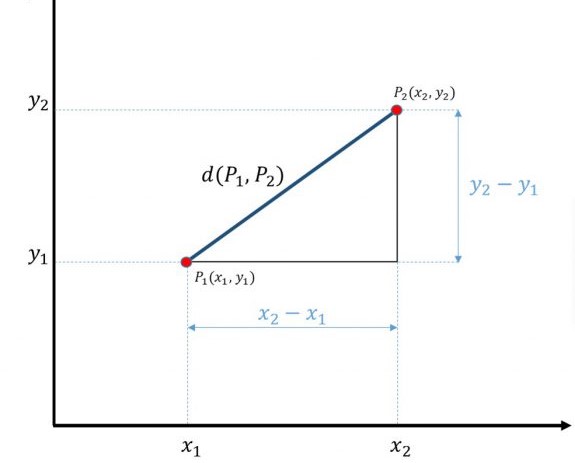 P₂(x₂, y₂)
y₂
d(P₁, P₂)
y₂ − y₁
y₁
P₁(x₁, y₁)
x₂ − x₁
x₁
x₂